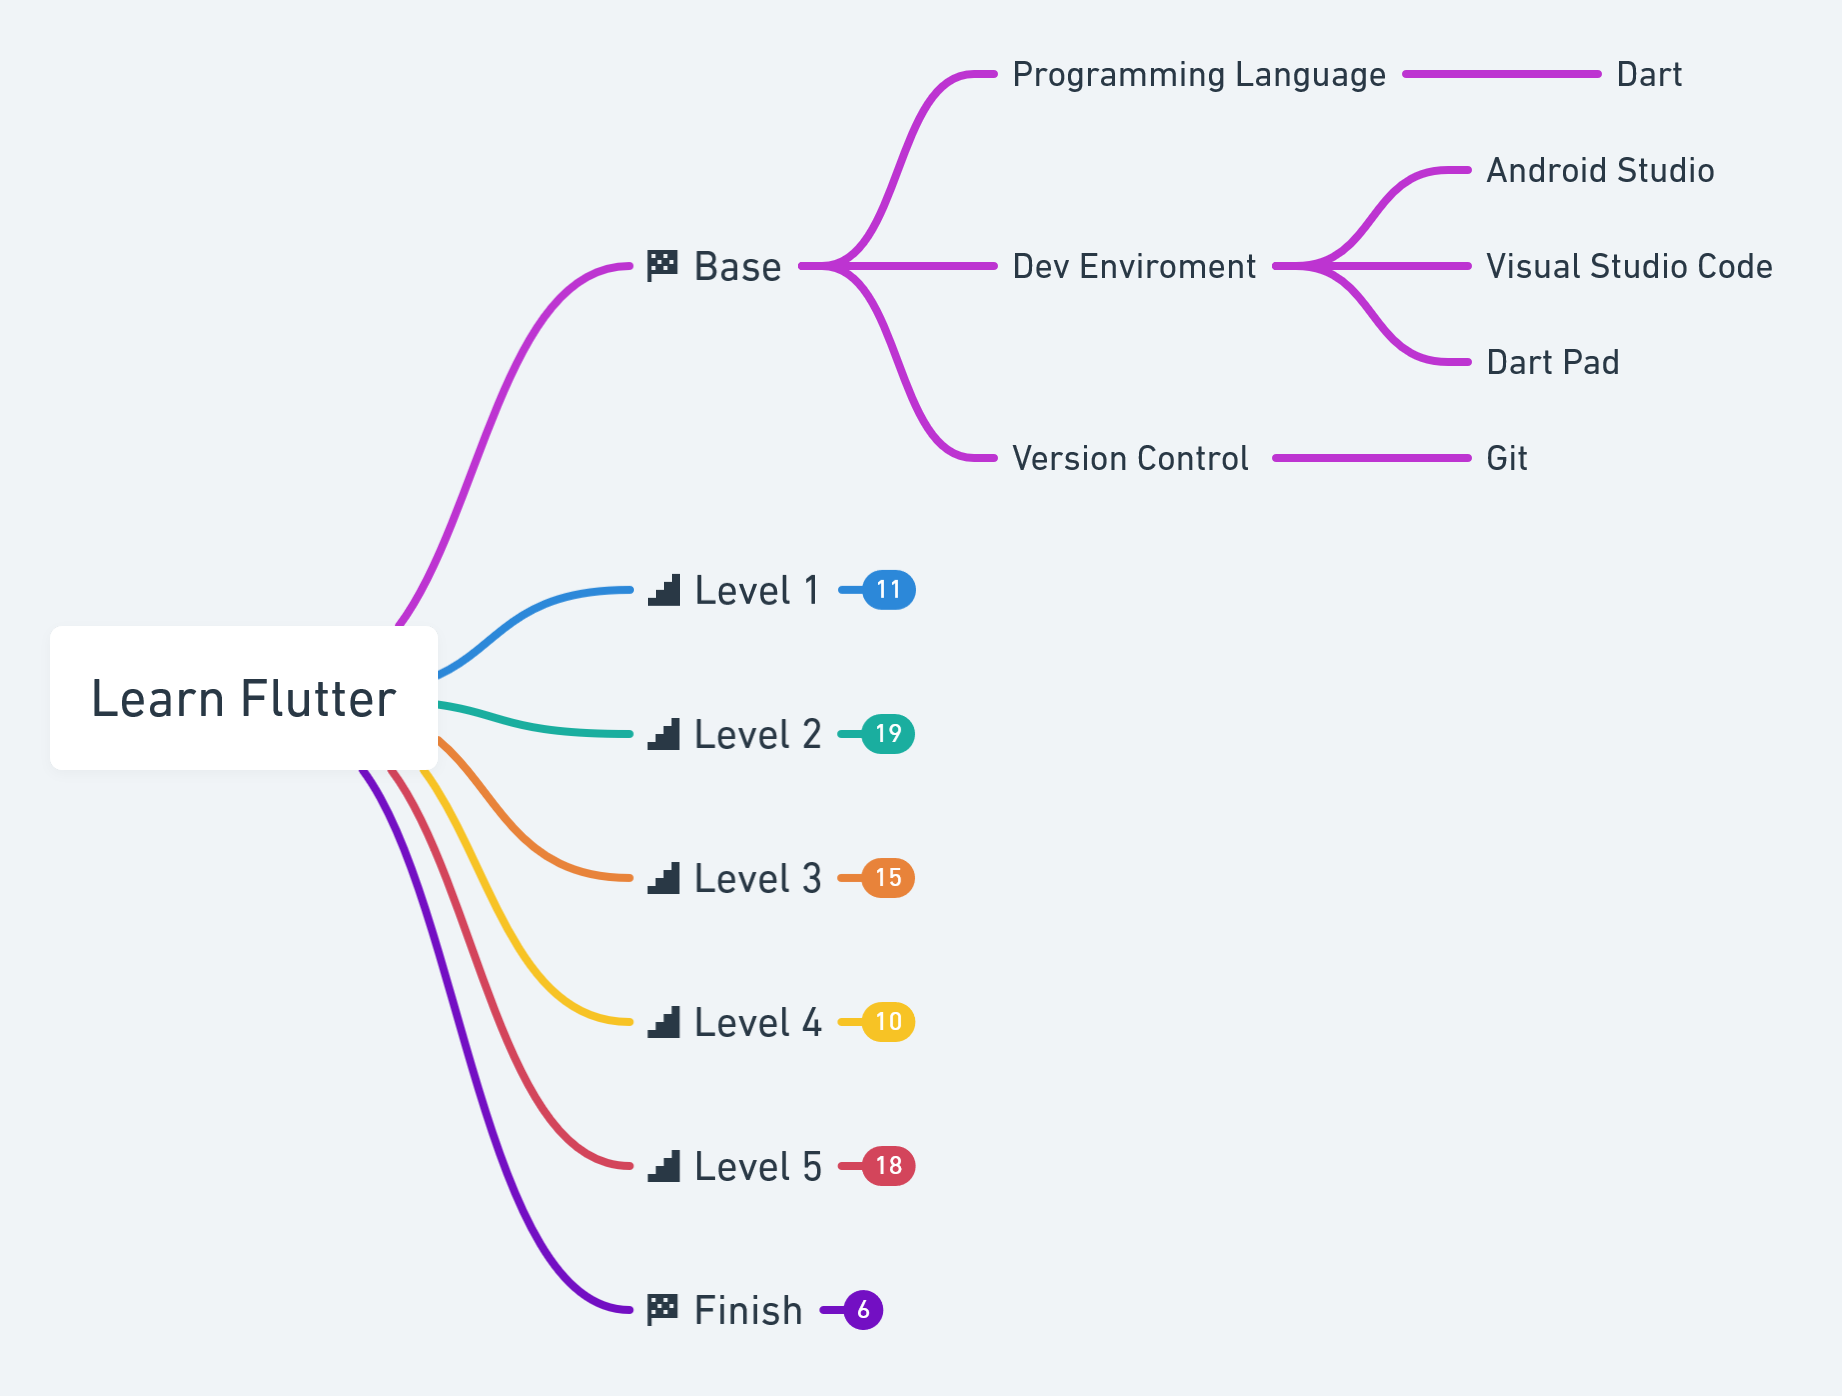 Learn Flutter
Base
Programming Language
Dart
Dev Enviroment
Android Studio
Visual Studio Code
Dart Pad
Version Control
Git
Level 1 11
Level 2 19
Level 3 15
Level 4 10
Level 5 18
Finish 6